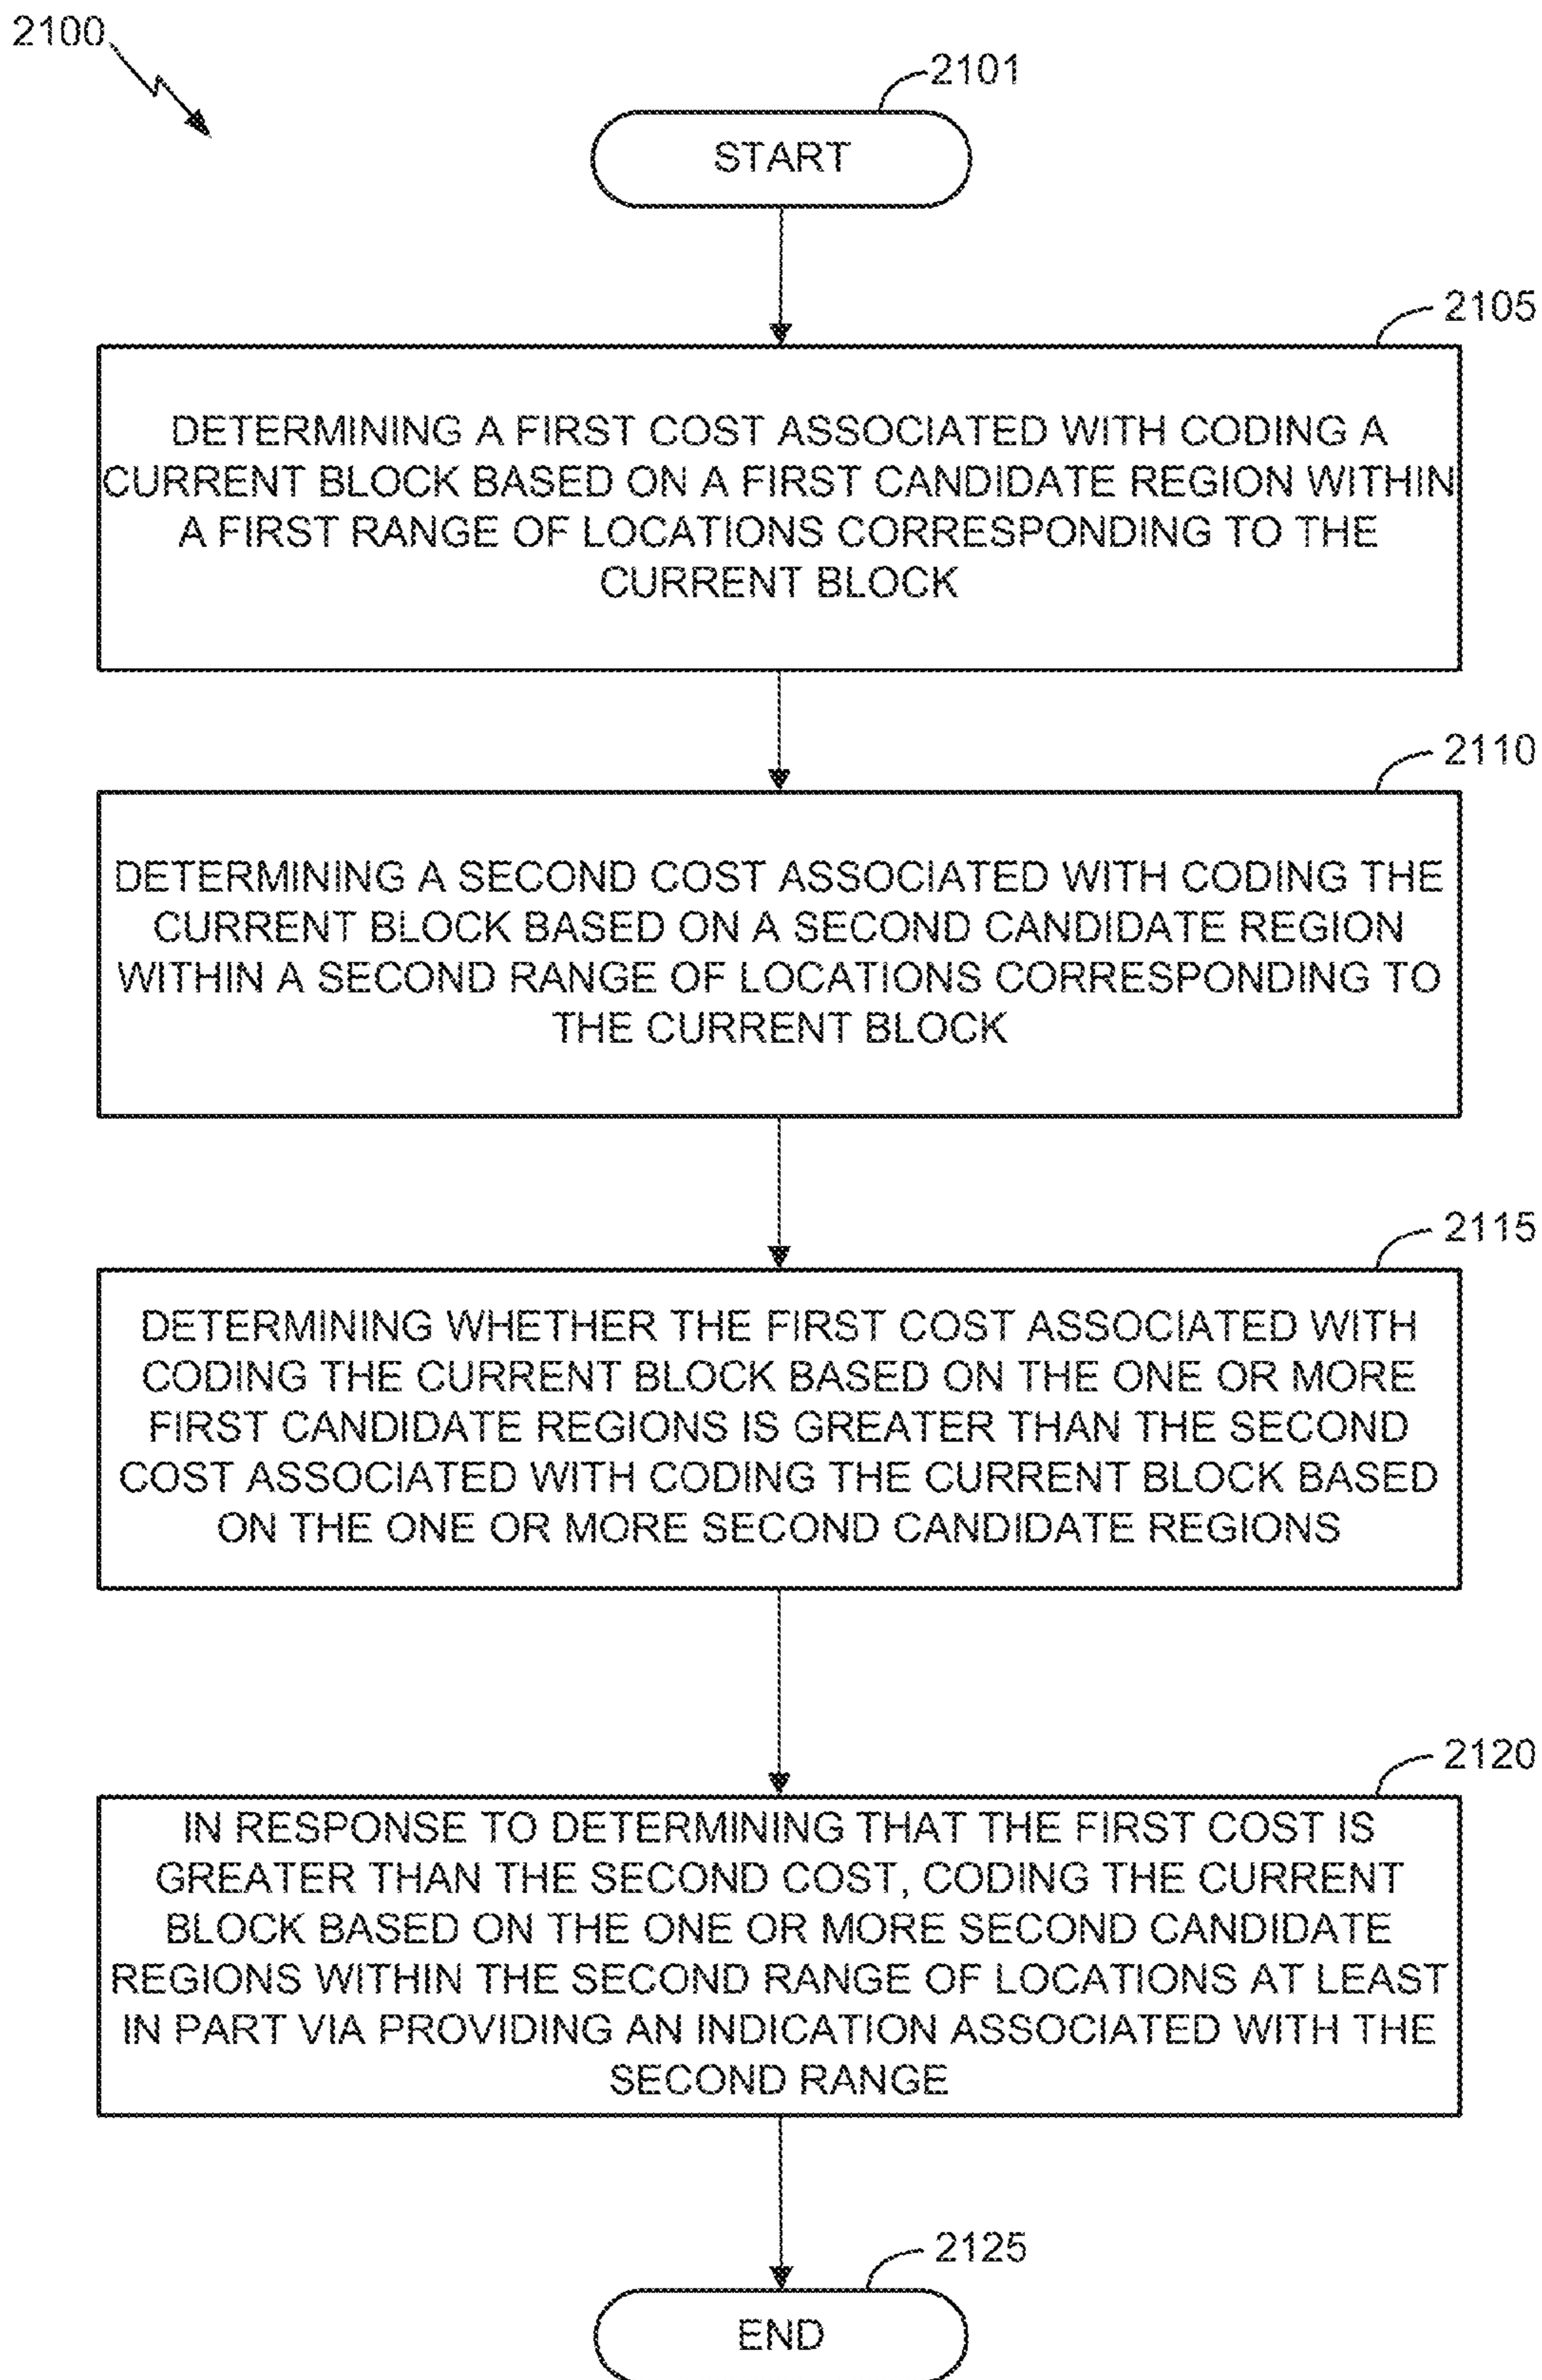 2100
2101
START
2105
DETERMINING A FIRST COST ASSOCIATED WITH CODING A
CURRENT BLOCK BASED ON A FIRST CANDIDATE REGION WITHIN
A FIRST RANGE OF LOCATIONS CORRESPONDING TO THE
CURRENT BLOCK
2110
DETERMINING A SECOND COST ASSOCIATED WITH CODING THE
CURRENT BLOCK BASED ON A SECOND CANDIDATE REGION
WITHIN A SECOND RANGE OF LOCATIONS CORRESPONDING TO
THE CURRENT BLOCK
2115
DETERMINING WHETHER THE FIRST COST ASSOCIATED WITH
CODING THE CURRENT BLOCK BASED ON THE ONE OR MORE
FIRST CANDIDATE REGIONS IS GREATER THAN THE SECOND
COST ASSOCIATED WITH CODING THE CURRENT BLOCK BASED
ON THE ONE OR MORE SECOND CANDIDATE REGIONS
2120
IN RESPONSE TO DETERMINING THAT THE FIRST COST IS
GREATER THAN THE SECOND COST, CODING THE CURRENT
BLOCK BASED ON THE ONE OR MORE SECOND CANDIDATE
REGIONS WITHIN THE SECOND RANGE OF LOCATIONS AT LEAST
IN PART VIA PROVIDING AN INDICATION ASSOCIATED WITH THE
SECOND RANGE
2125
END